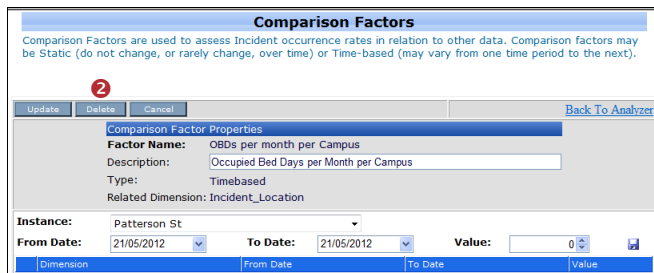 Comparison Factors
Comparison Factors are used to assess Incident occurrence rates in relation to other data. Comparison factors may
be Static (do not change, or rarely change, over time) or Time-based (may vary from one time period to the next).
2
Update Delete Cancel Back To Analyzer
Comparison Factor Properties
Factor Name: OBDs per month per Campus
Description: Occupied Bed Days per Month per Campus
Type: Timebased
Related Dimension: Incident_Location
Instance: Patterson St
From Date: 21/05/2012 To Date: 21/05/2012 Value: 0
Dimension From Date To Date Value